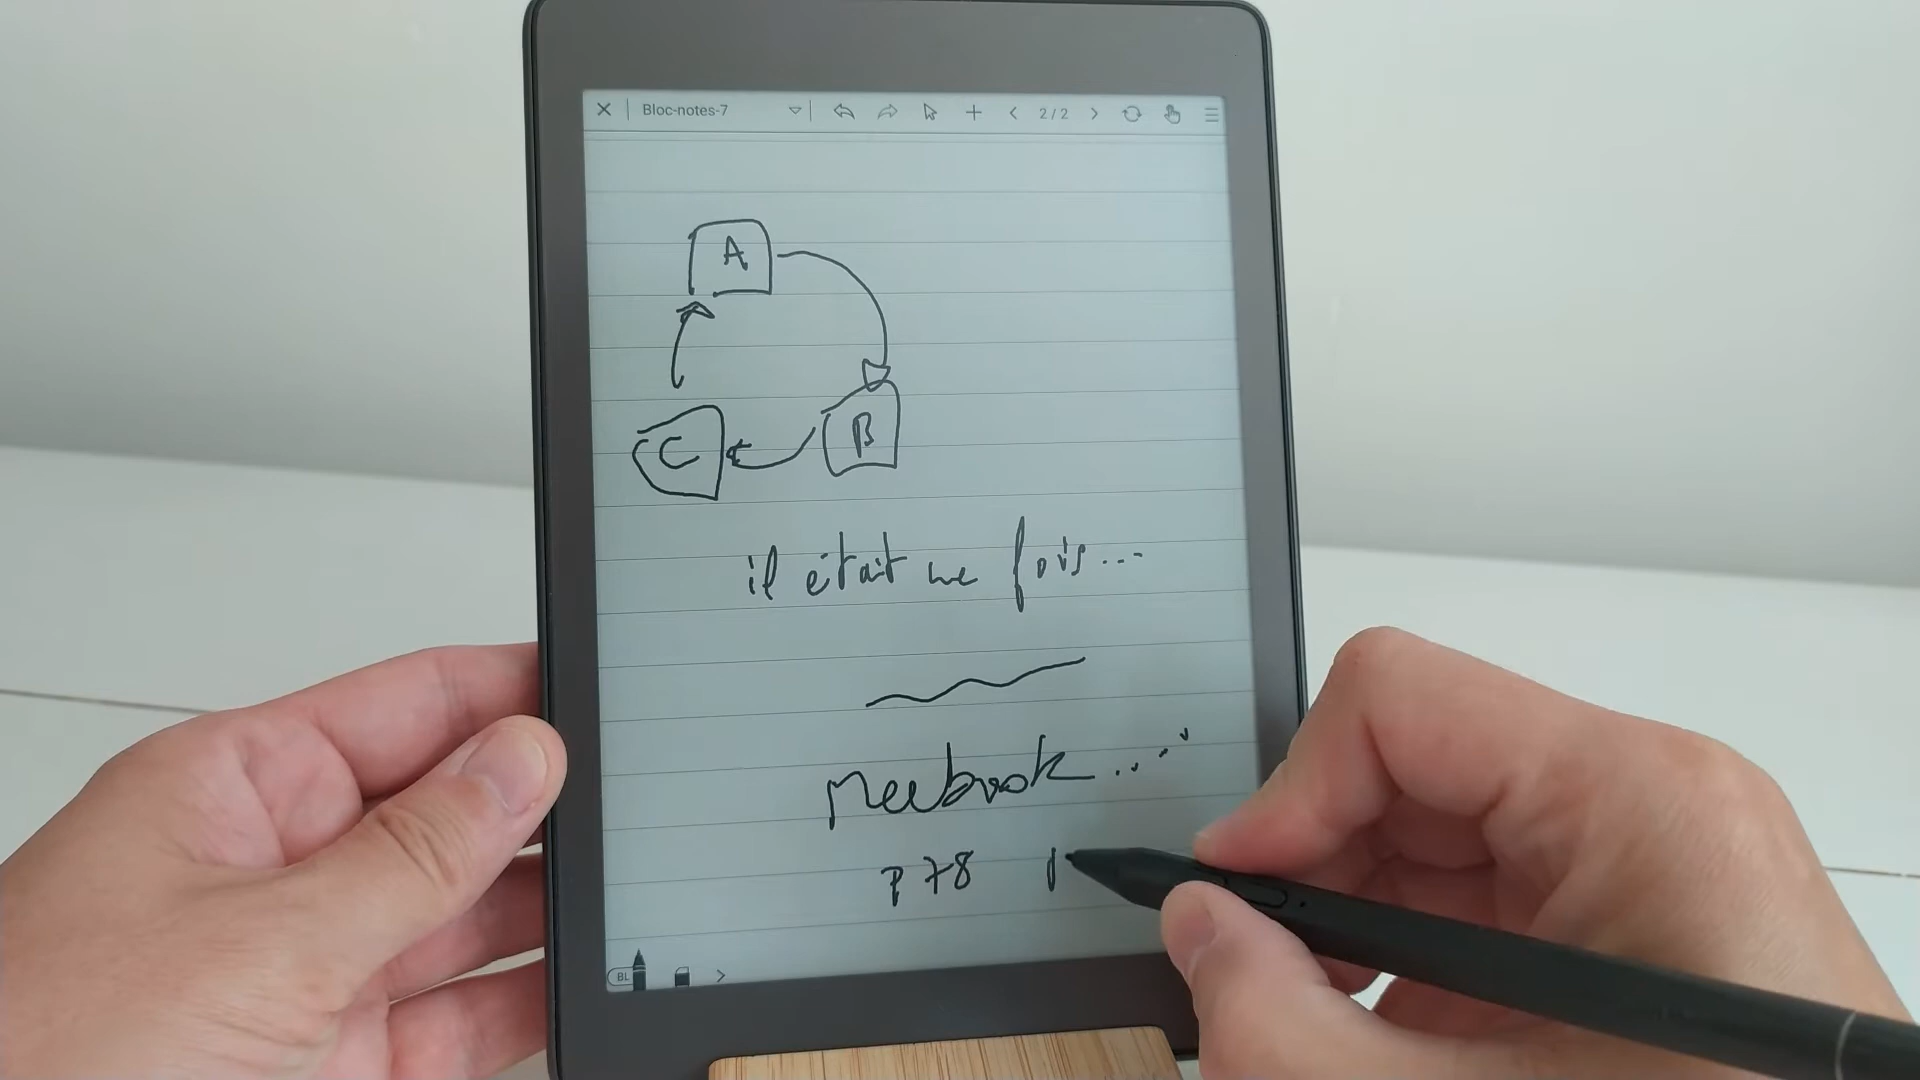 Bloc-notes-7 2/2
A
B
C
il était une fois...
Meebook....
P78 p
BL